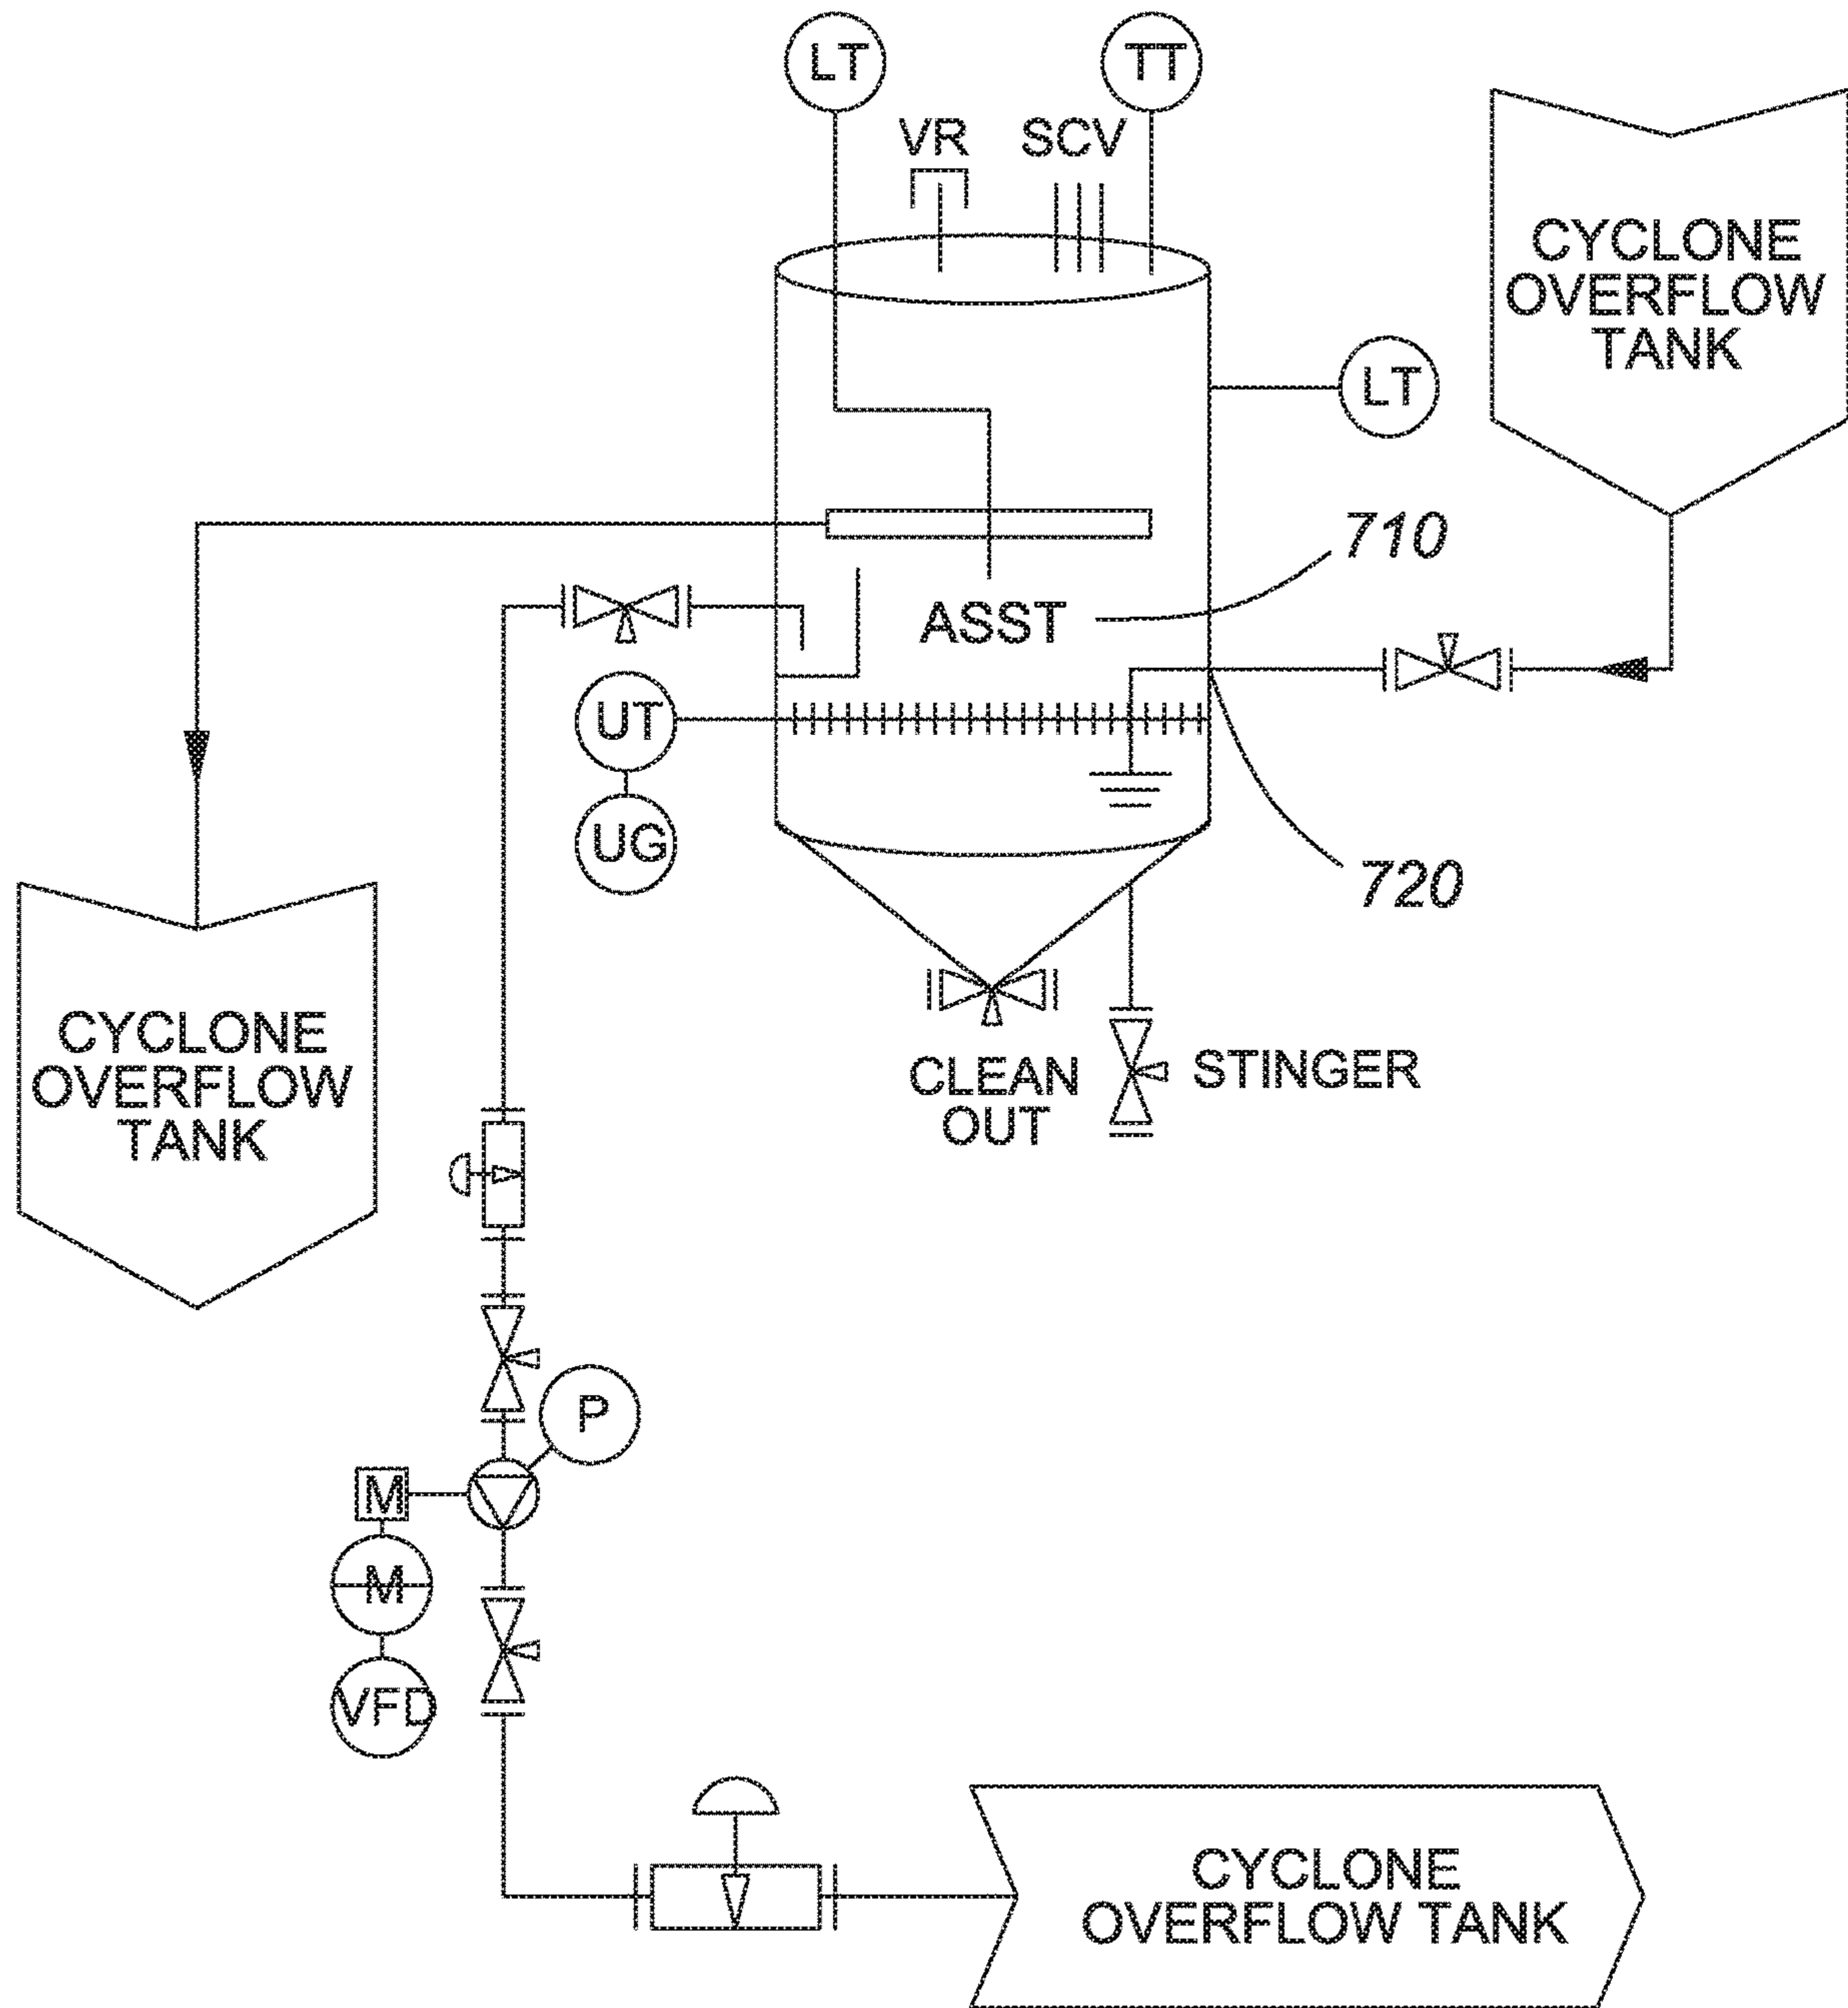 LT
TT
VR
SCV
CYCLONE
OVERFLOW
TANK
LT
710
ASST
UT
UG
720
CYCLONE
OVERFLOW
TANK
CLEAN
OUT
STINGER
P
M
M
VFD
CYCLONE
OVERFLOW TANK